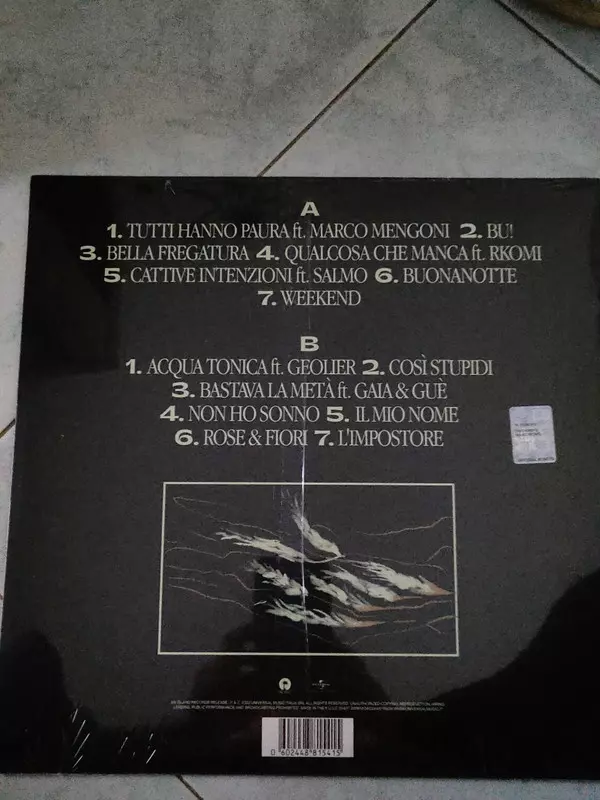 A
1. TUTTI HANNO PAURA ft. MARCO MENGONI 2. BU!
3. BELLA FREGATURA 4. QUALCOSA CHE MANCA ft. RKOMI
5. CATTIVE INTENZIONI ft. SALMO 6. BUONANOTTE
7. WEEKEND
B
1. ACQUA TONICA ft. GEOLIER 2. COSÌ STUPIDI
3. BASTAVA LA METÀ ft. GAIA & GUÈ
4. NON HO SONNO 5. IL MIO NOME
6. ROSE & FIORI 7. L'IMPOSTORE
0 602448 815415